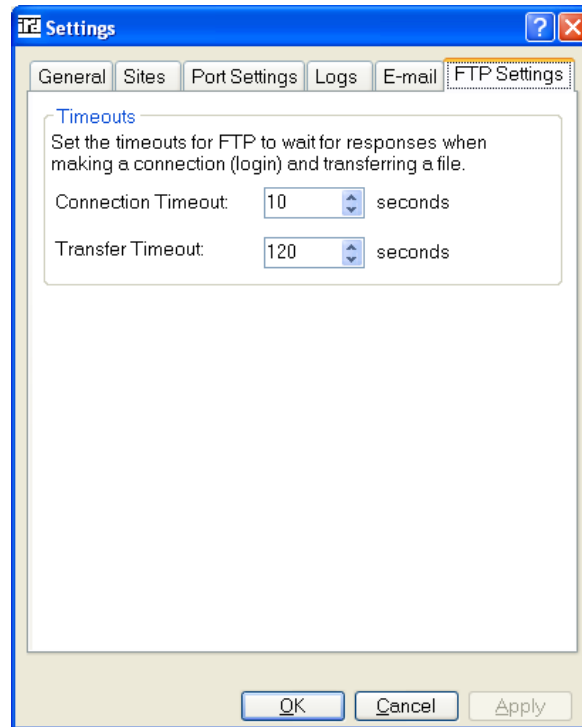 Settings
General Sites Port Settings Logs E-mail FTP Settings
Timeouts
Set the timeouts for FTP to wait for responses when
making a connection (login) and transferring a file.
Connection Timeout: 10 seconds
Transfer Timeout: 120 seconds
OK Cancel Apply